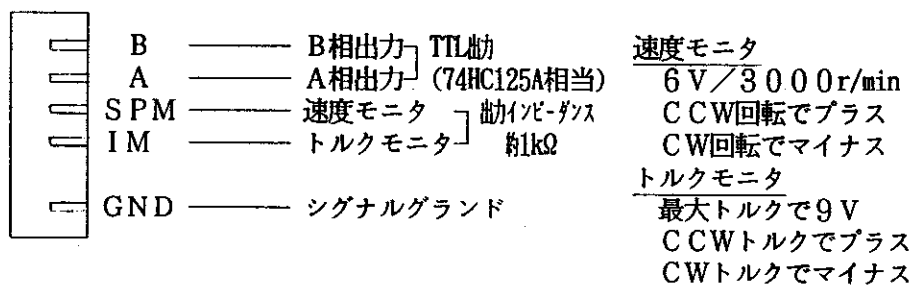 B B相出力 TTL出力 速度モニタ
A A相出力 (74HC125A相当) 6V/3000r/min
SPM 速度モニタ 出力インピーダンス CCW回転でプラス
IM トルクモニタ 約1kΩ CW回転でマイナス
トルクモニタ
GND シグナルグランド 最大トルクで9V
CCWトルクでプラス
CWトルクでマイナス